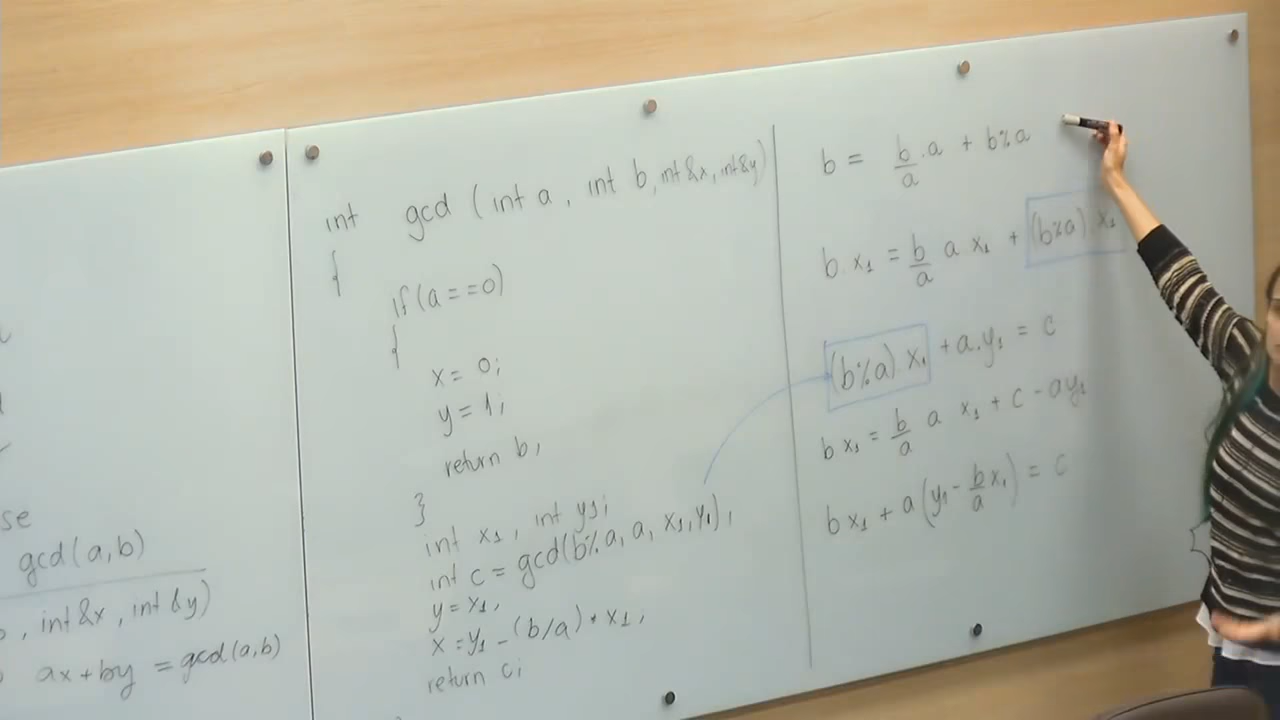 se
gcd(a,b)
, int &x, int &y)
ax+by = gcd(a,b)
int gcd (int a, int b, int &x, int &y)
{
if(a==0)
{
x= 0;
y= 1;
return b;
}
int x₁, int y₁;
int c = gcd(b%a, a, x₁, y₁);
y=x₁;
x=y₁-(b/a)*x₁;
return c;
b = b/a · a + b%a
b·x₁ = b/a a x₁ + (b%a) x₁
(b%a) x₁ + a·y₁ = c
b x₁ = b/a a x₁ + c - ay₁
b x₁ + a(y₁ - b/a x₁) = c